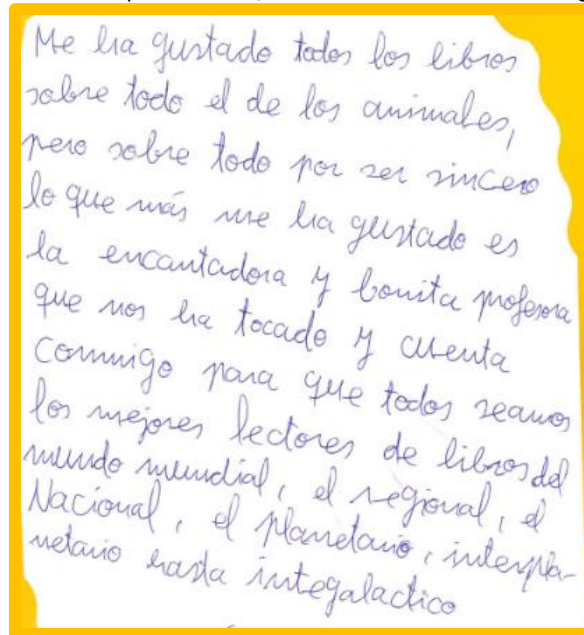 Me ha gustado todos los libros
sobre todo el de los animales,
pero sobre todo por ser sincero
lo que más me ha gustado es
la encantadora y bonita profesora
que nos ha tocado y cuenta
conmigo para que todos seamos
los mejores lectores de libros del
mundo mundial, el regional, el
Nacional, el planetario, interpla-
netario hasta integalactico